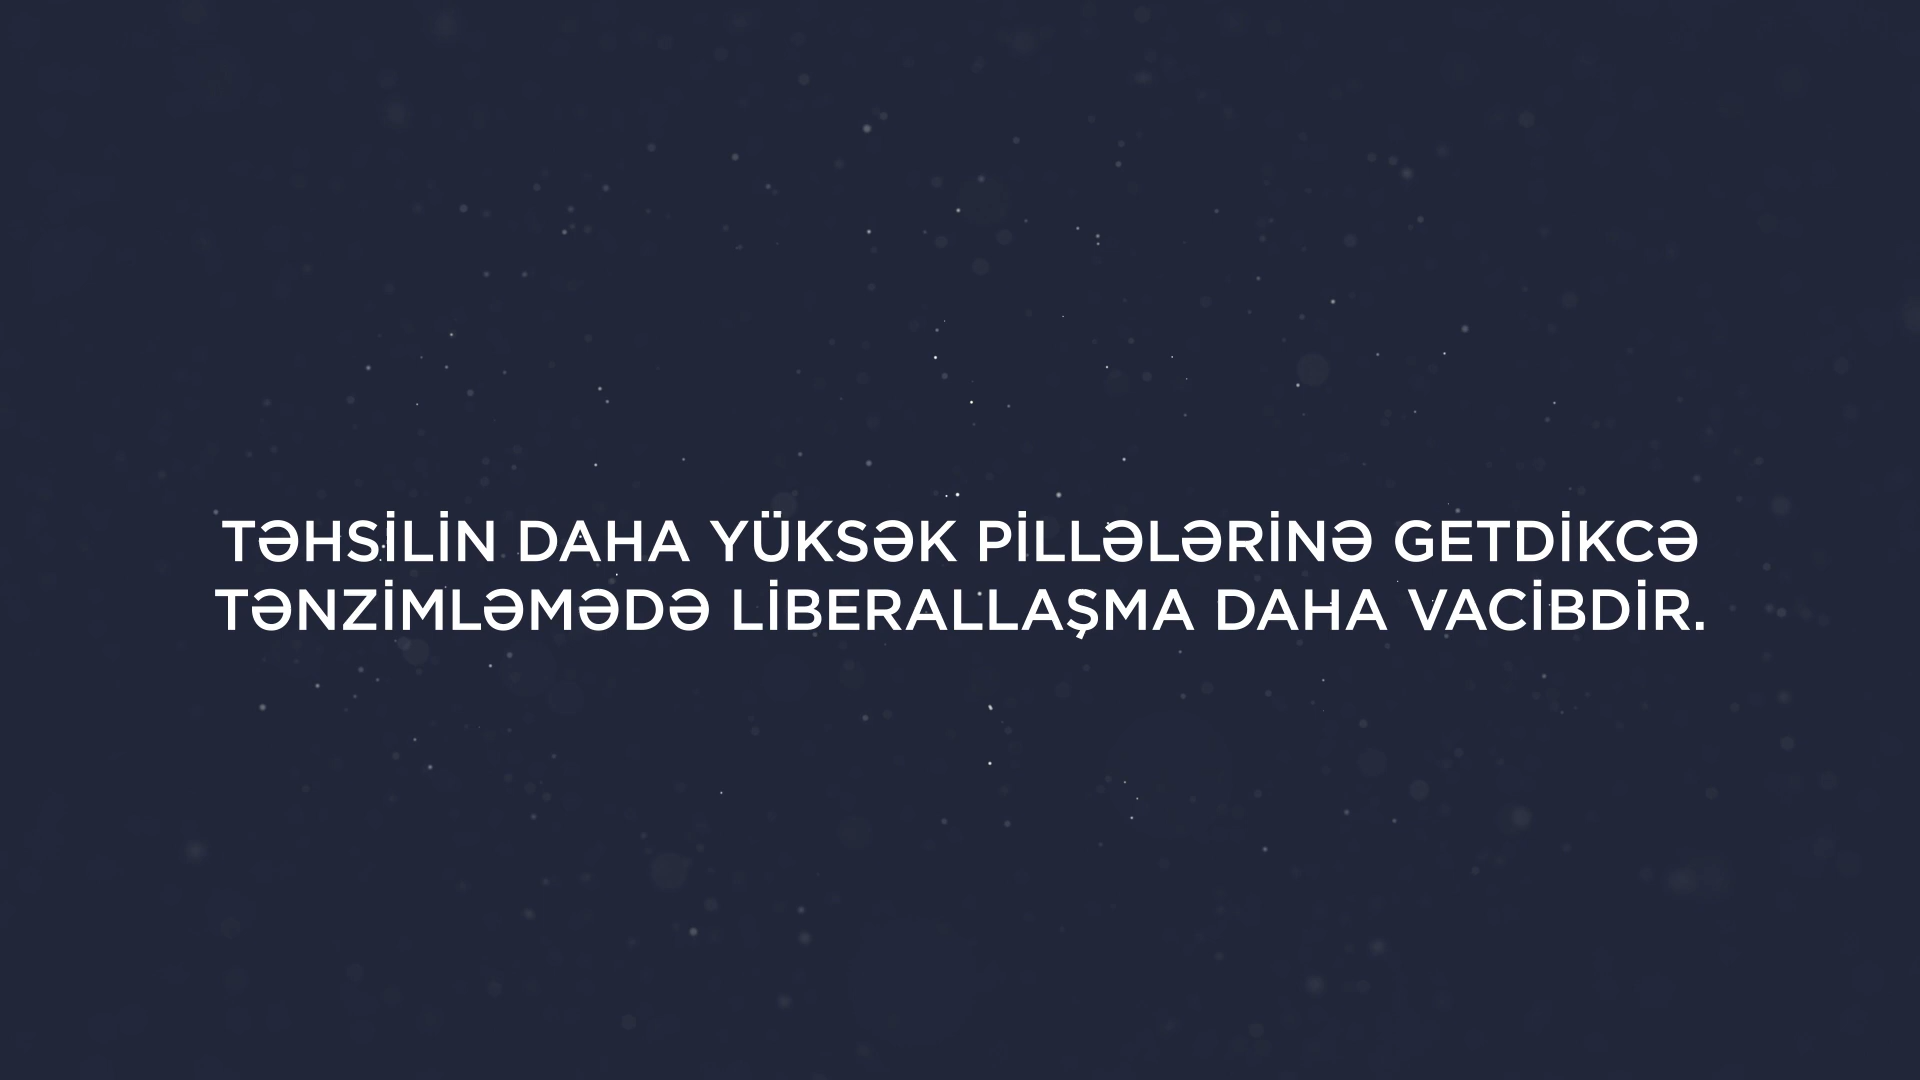 TƏHSİLİN DAHA YÜKSƏK PİLLƏLƏRİNƏ GETDİKCƏ
TƏNZİMLƏMƏDƏ LİBERALLAŞMA DAHA VACİBDİR.